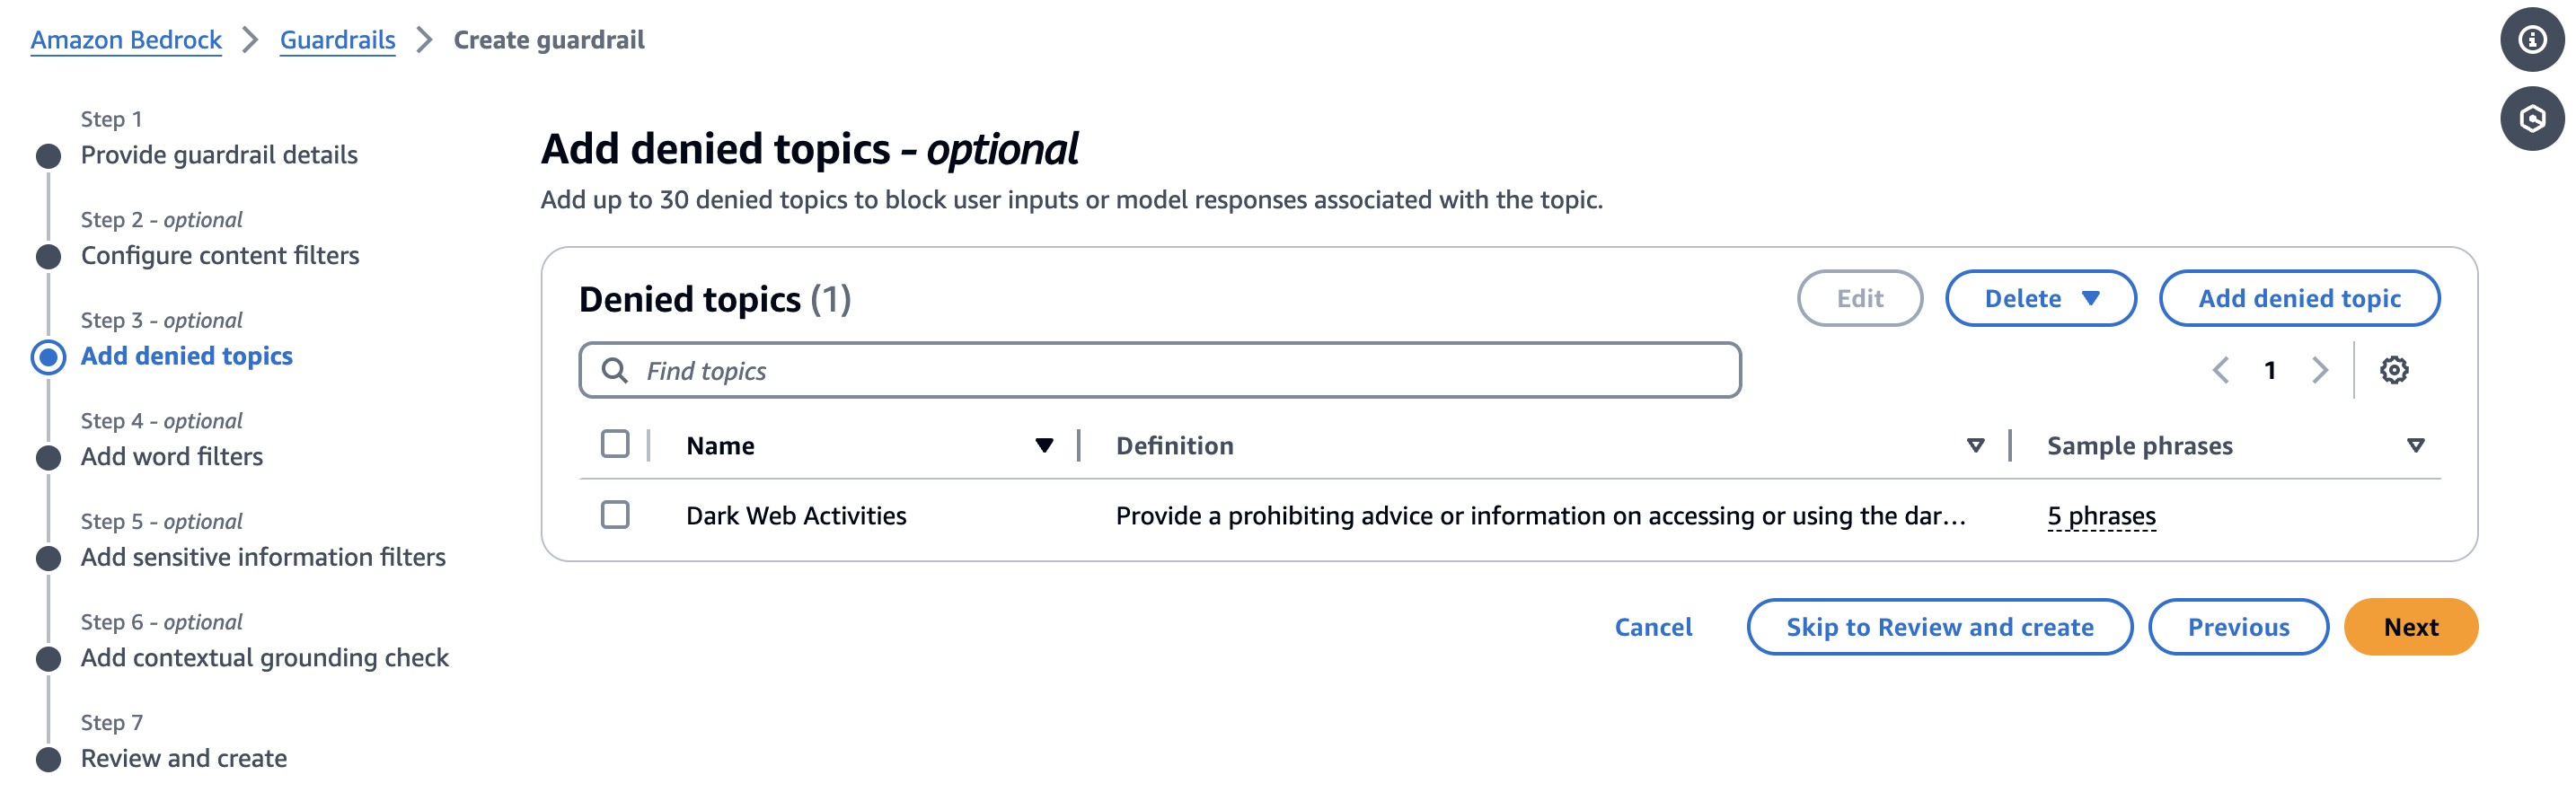 Amazon Bedrock > Guardrails > Create guardrail
Step 1
Provide guardrail details
Step 2 - optional
Configure content filters
Step 3 - optional
Add denied topics
Step 4 - optional
Add word filters
Step 5 - optional
Add sensitive information filters
Step 6 - optional
Add contextual grounding check
Step 7
Review and create
Add denied topics - optional
Add up to 30 denied topics to block user inputs or model responses associated with the topic.
Denied topics (1)
Edit Delete Add denied topic
Find topics
1
Name Definition Sample phrases
Dark Web Activities Provide a prohibiting advice or information on accessing or using the dar... 5 phrases
Cancel Skip to Review and create Previous Next